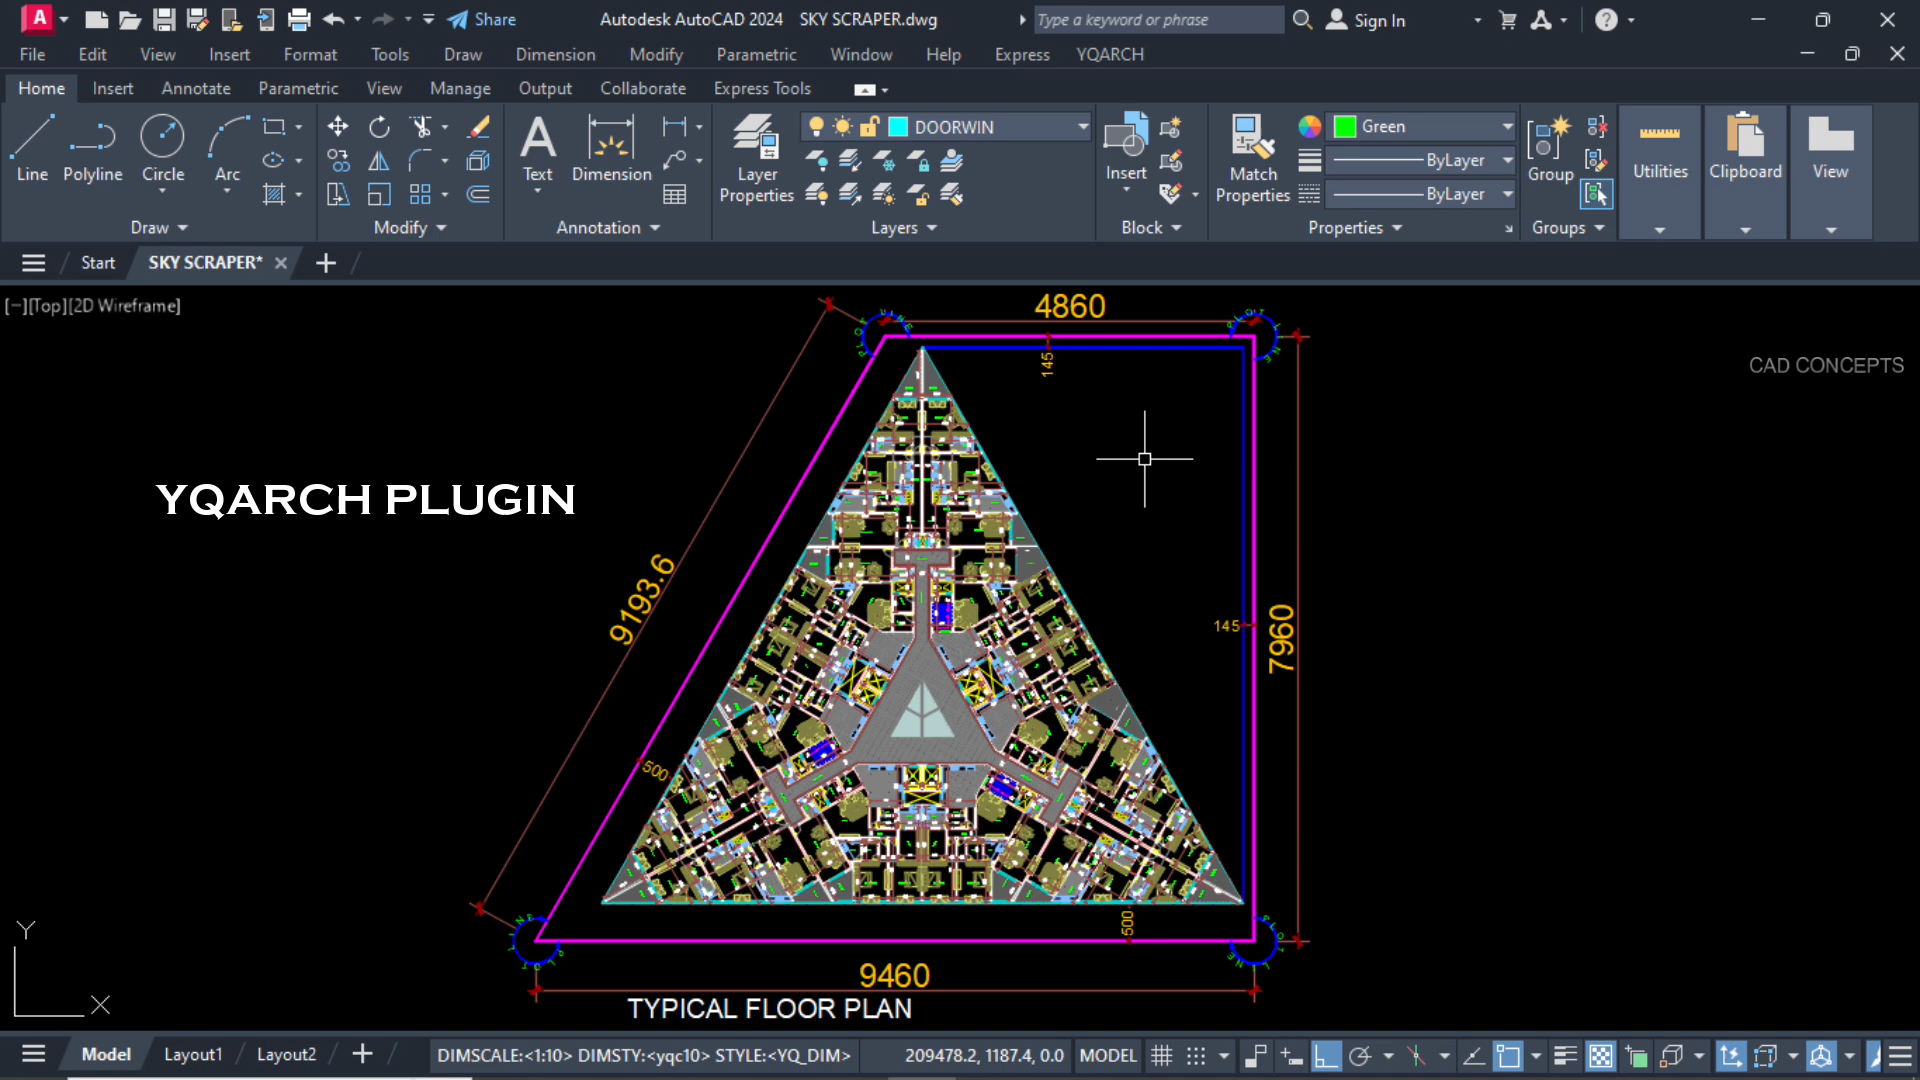 A Share Autodesk AutoCAD 2024 SKY SCRAPER.dwg Type a keyword or phrase Sign In
File Edit View Insert Format Tools Draw Dimension Modify Parametric Window Help Express YQARCH
Home Insert Annotate Parametric View Manage Output Collaborate Express Tools
DOORWIN Green
ByLayer
Line Polyline Circle Arc Text Dimension Layer Properties Insert Match Properties Group Utilities Clipboard View
ByLayer
Draw Modify Annotation Layers Block Properties Groups
Start SKY SCRAPER*
[−][Top][2D Wireframe]
4860
145
CAD CONCEPTS
YQARCH PLUGIN
9193.6
145
7960
500
500
Y
9460
X
TYPICAL FLOOR PLAN
Model Layout1 Layout2 DIMSCALE:<1:10> DIMSTY:<yqc10> STYLE:<YQ_DIM> 209478.2, 1187.4, 0.0 MODEL